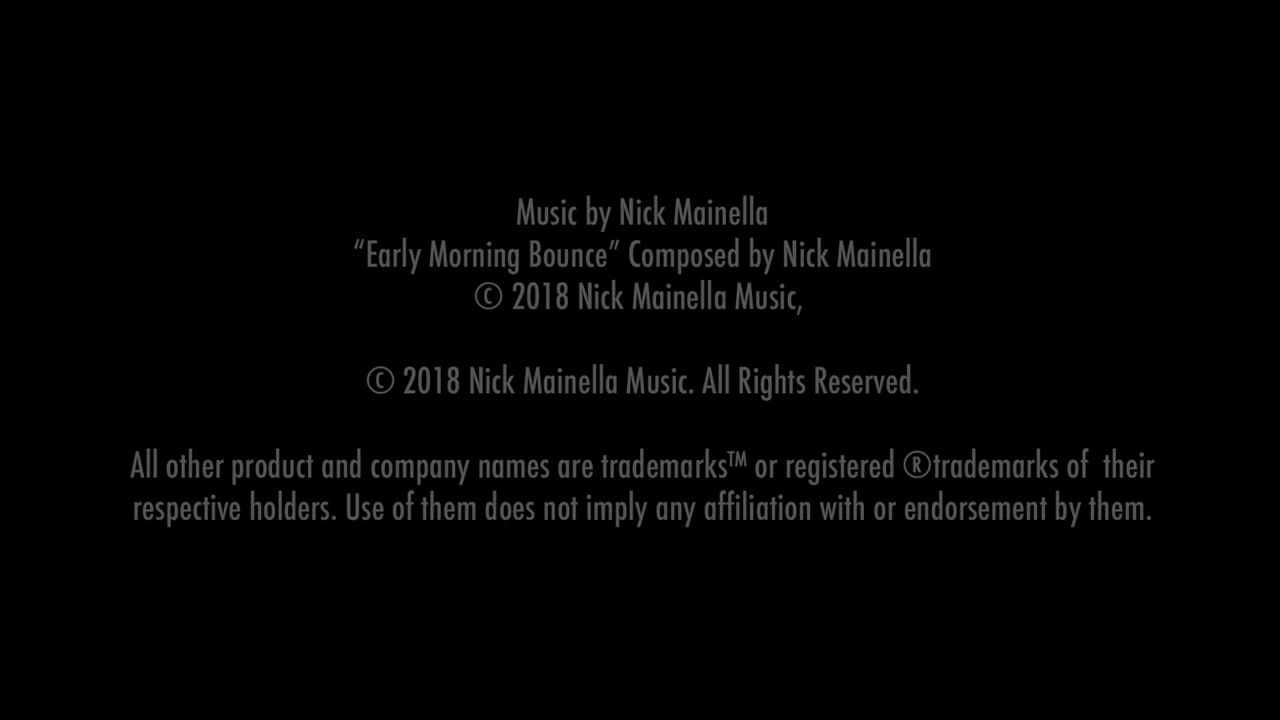 Music by Nick Mainella
“Early Morning Bounce” Composed by Nick Mainella
© 2018 Nick Mainella Music,
© 2018 Nick Mainella Music. All Rights Reserved.
All other product and company names are trademarks™ or registered ®trademarks of  their
respective holders. Use of them does not imply any affiliation with or endorsement by them.